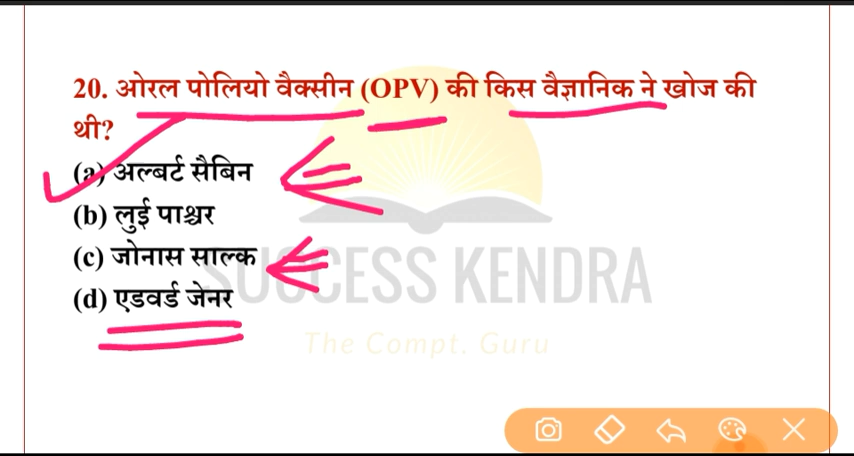 20. ओरल पोलियो वैक्सीन (OPV) की किस वैज्ञानिक ने खोज की
थी?
(a) अल्बर्ट सैबिन
(b) लुई पाश्चर
(c) जोनास साल्क
(d) एडवर्ड जेनर
SUCCESS KENDRA
The Compt. Guru